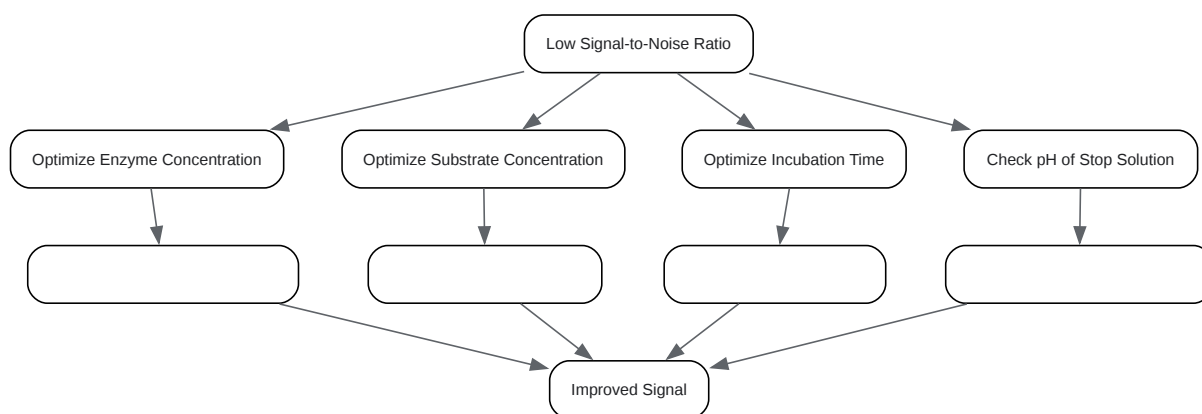 Low Signal-to-Noise Ratio
Optimize Enzyme Concentration
Optimize Substrate Concentration
Optimize Incubation Time
Check pH of Stop Solution
Improved Signal